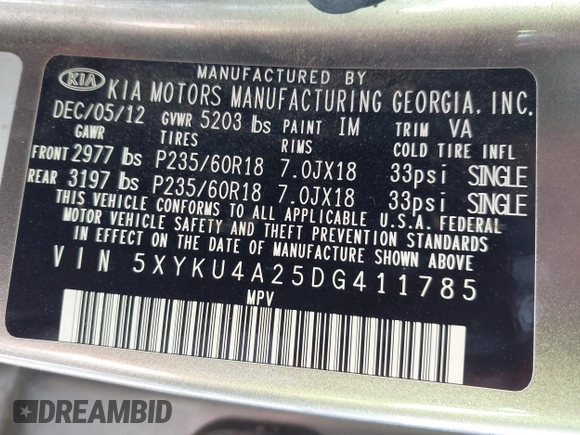 MANUFACTURED BY
KIA KIA MOTORS MANUFACTURING GEORGIA, INC.
DEC/05/12 GVWR 5203 lbs PAINT IM TRIM VA
GAWR TIRES COLD TIRE INFL
FRONT 2977 lbs P235/60R18 7.0JX18 33psi SINGLE
REAR 3197 lbs P235/60R18 7.0JX18 33psi SINGLE
THIS VEHICLE CONFORMS TO ALL APPLICABLE U.S.A. FEDERAL
MOTOR VEHICLE SAFETY AND THEFT PREVENTION STANDARDS
IN EFFECT ON THE DATE OF MANUFACTURE SHOWN ABOVE.
VIN 5XYKU4A25DG411785
MPV
DREAMBID